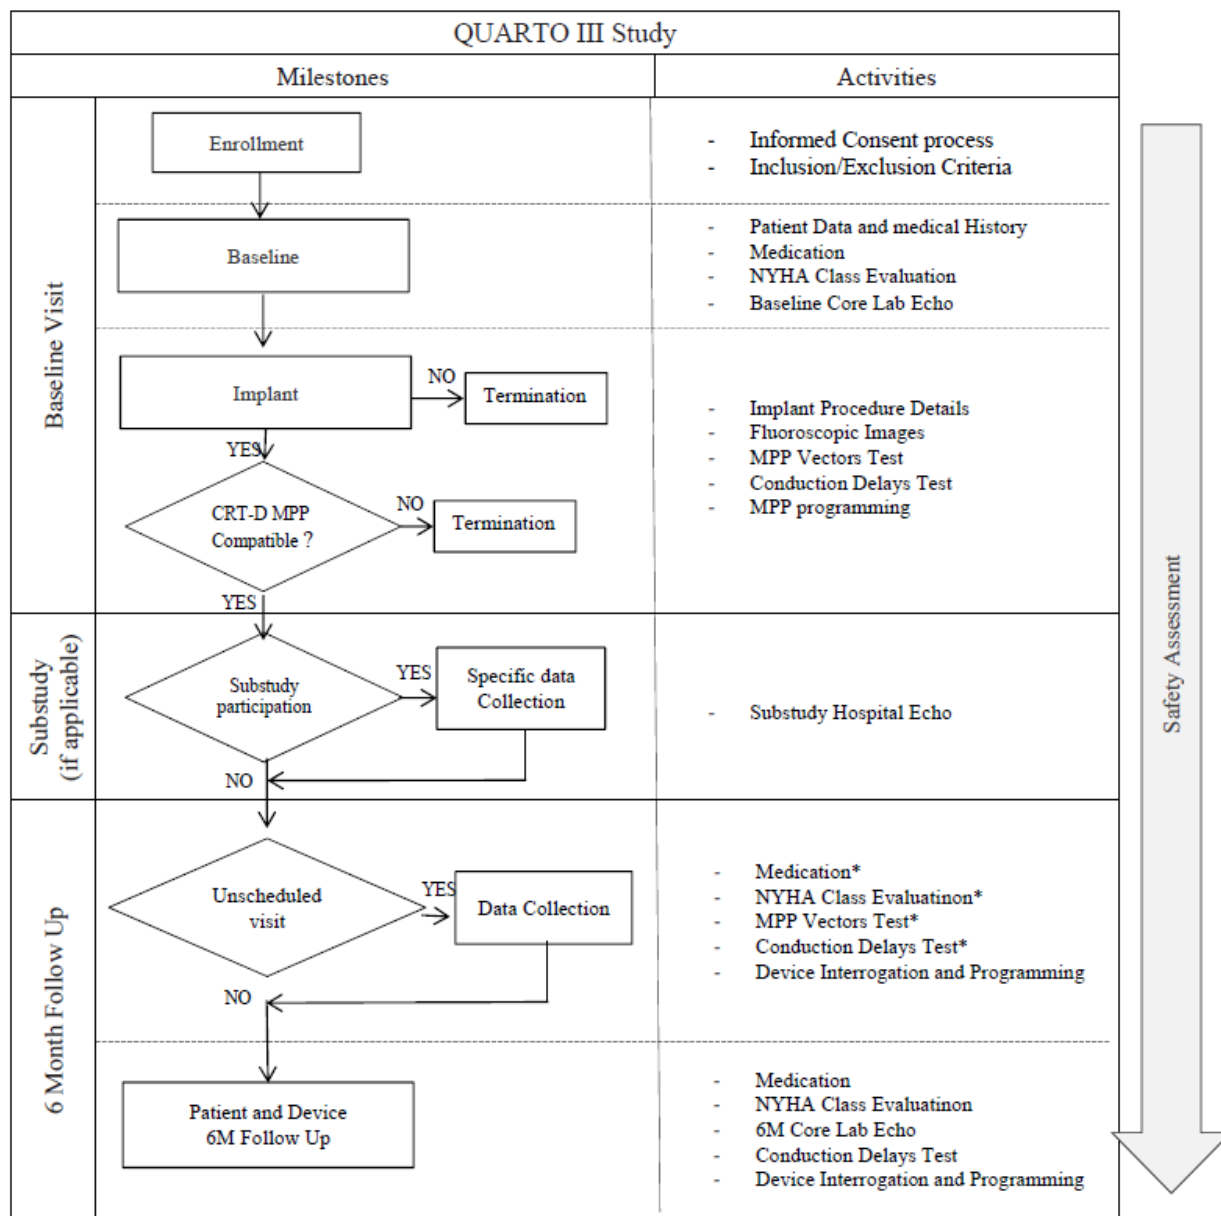 QUARTO III Study
Milestones
Activities
Baseline Visit
Enrollment
- Informed Consent process
- Inclusion/Exclusion Criteria
Baseline
- Patient Data and medical History
- Medication
- NYHA Class Evaluation
- Baseline Core Lab Echo
Implant
NO
Termination
YES
CRT-D MPP
Compatible ?
NO
Termination
YES
- Implant Procedure Details
- Fluoroscopic Images
- MPP Vectors Test
- Conduction Delays Test
- MPP programming
Substudy
(if applicable)
Substudy
participation
YES
Specific data
Collection
NO
- Substudy Hospital Echo
6 Month Follow Up
Unscheduled
visit
YES
Data Collection
NO
- Medication*
- NYHA Class Evaluatinon*
- MPP Vectors Test*
- Conduction Delays Test*
- Device Interrogation and Programming
Patient and Device
6M Follow Up
- Medication
- NYHA Class Evaluatinon
- 6M Core Lab Echo
- Conduction Delays Test
- Device Interrogation and Programming
Safety Assessment